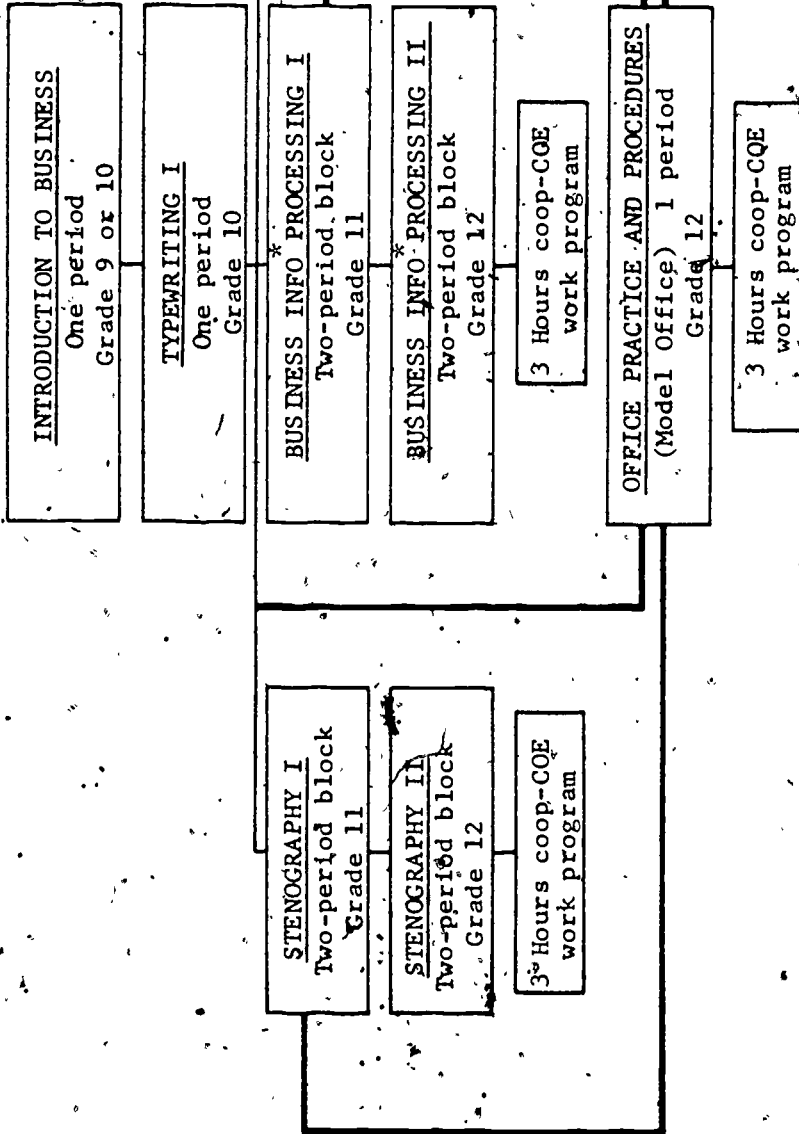 INTRODUCTION TO BUSINESS
One period
Grade 9 or 10
TYPEWRITING I
One period
Grade 10
BUSINESS INFO PROCESSING I
*
Two-period block
Grade 11
BUSINESS INFO PROCESSING II
*
Two-period block
Grade 12
3 Hours coop-COE
work program
STENOGRAPHY I
Two-period block
Grade 11
STENOGRAPHY II
Two-period block
Grade 12
3 Hours coop-COE
work program
OFFICE PRACTICE AND PROCEDURES
(Model Office) 1 period
Grade 12
3 Hours coop-COE
work program